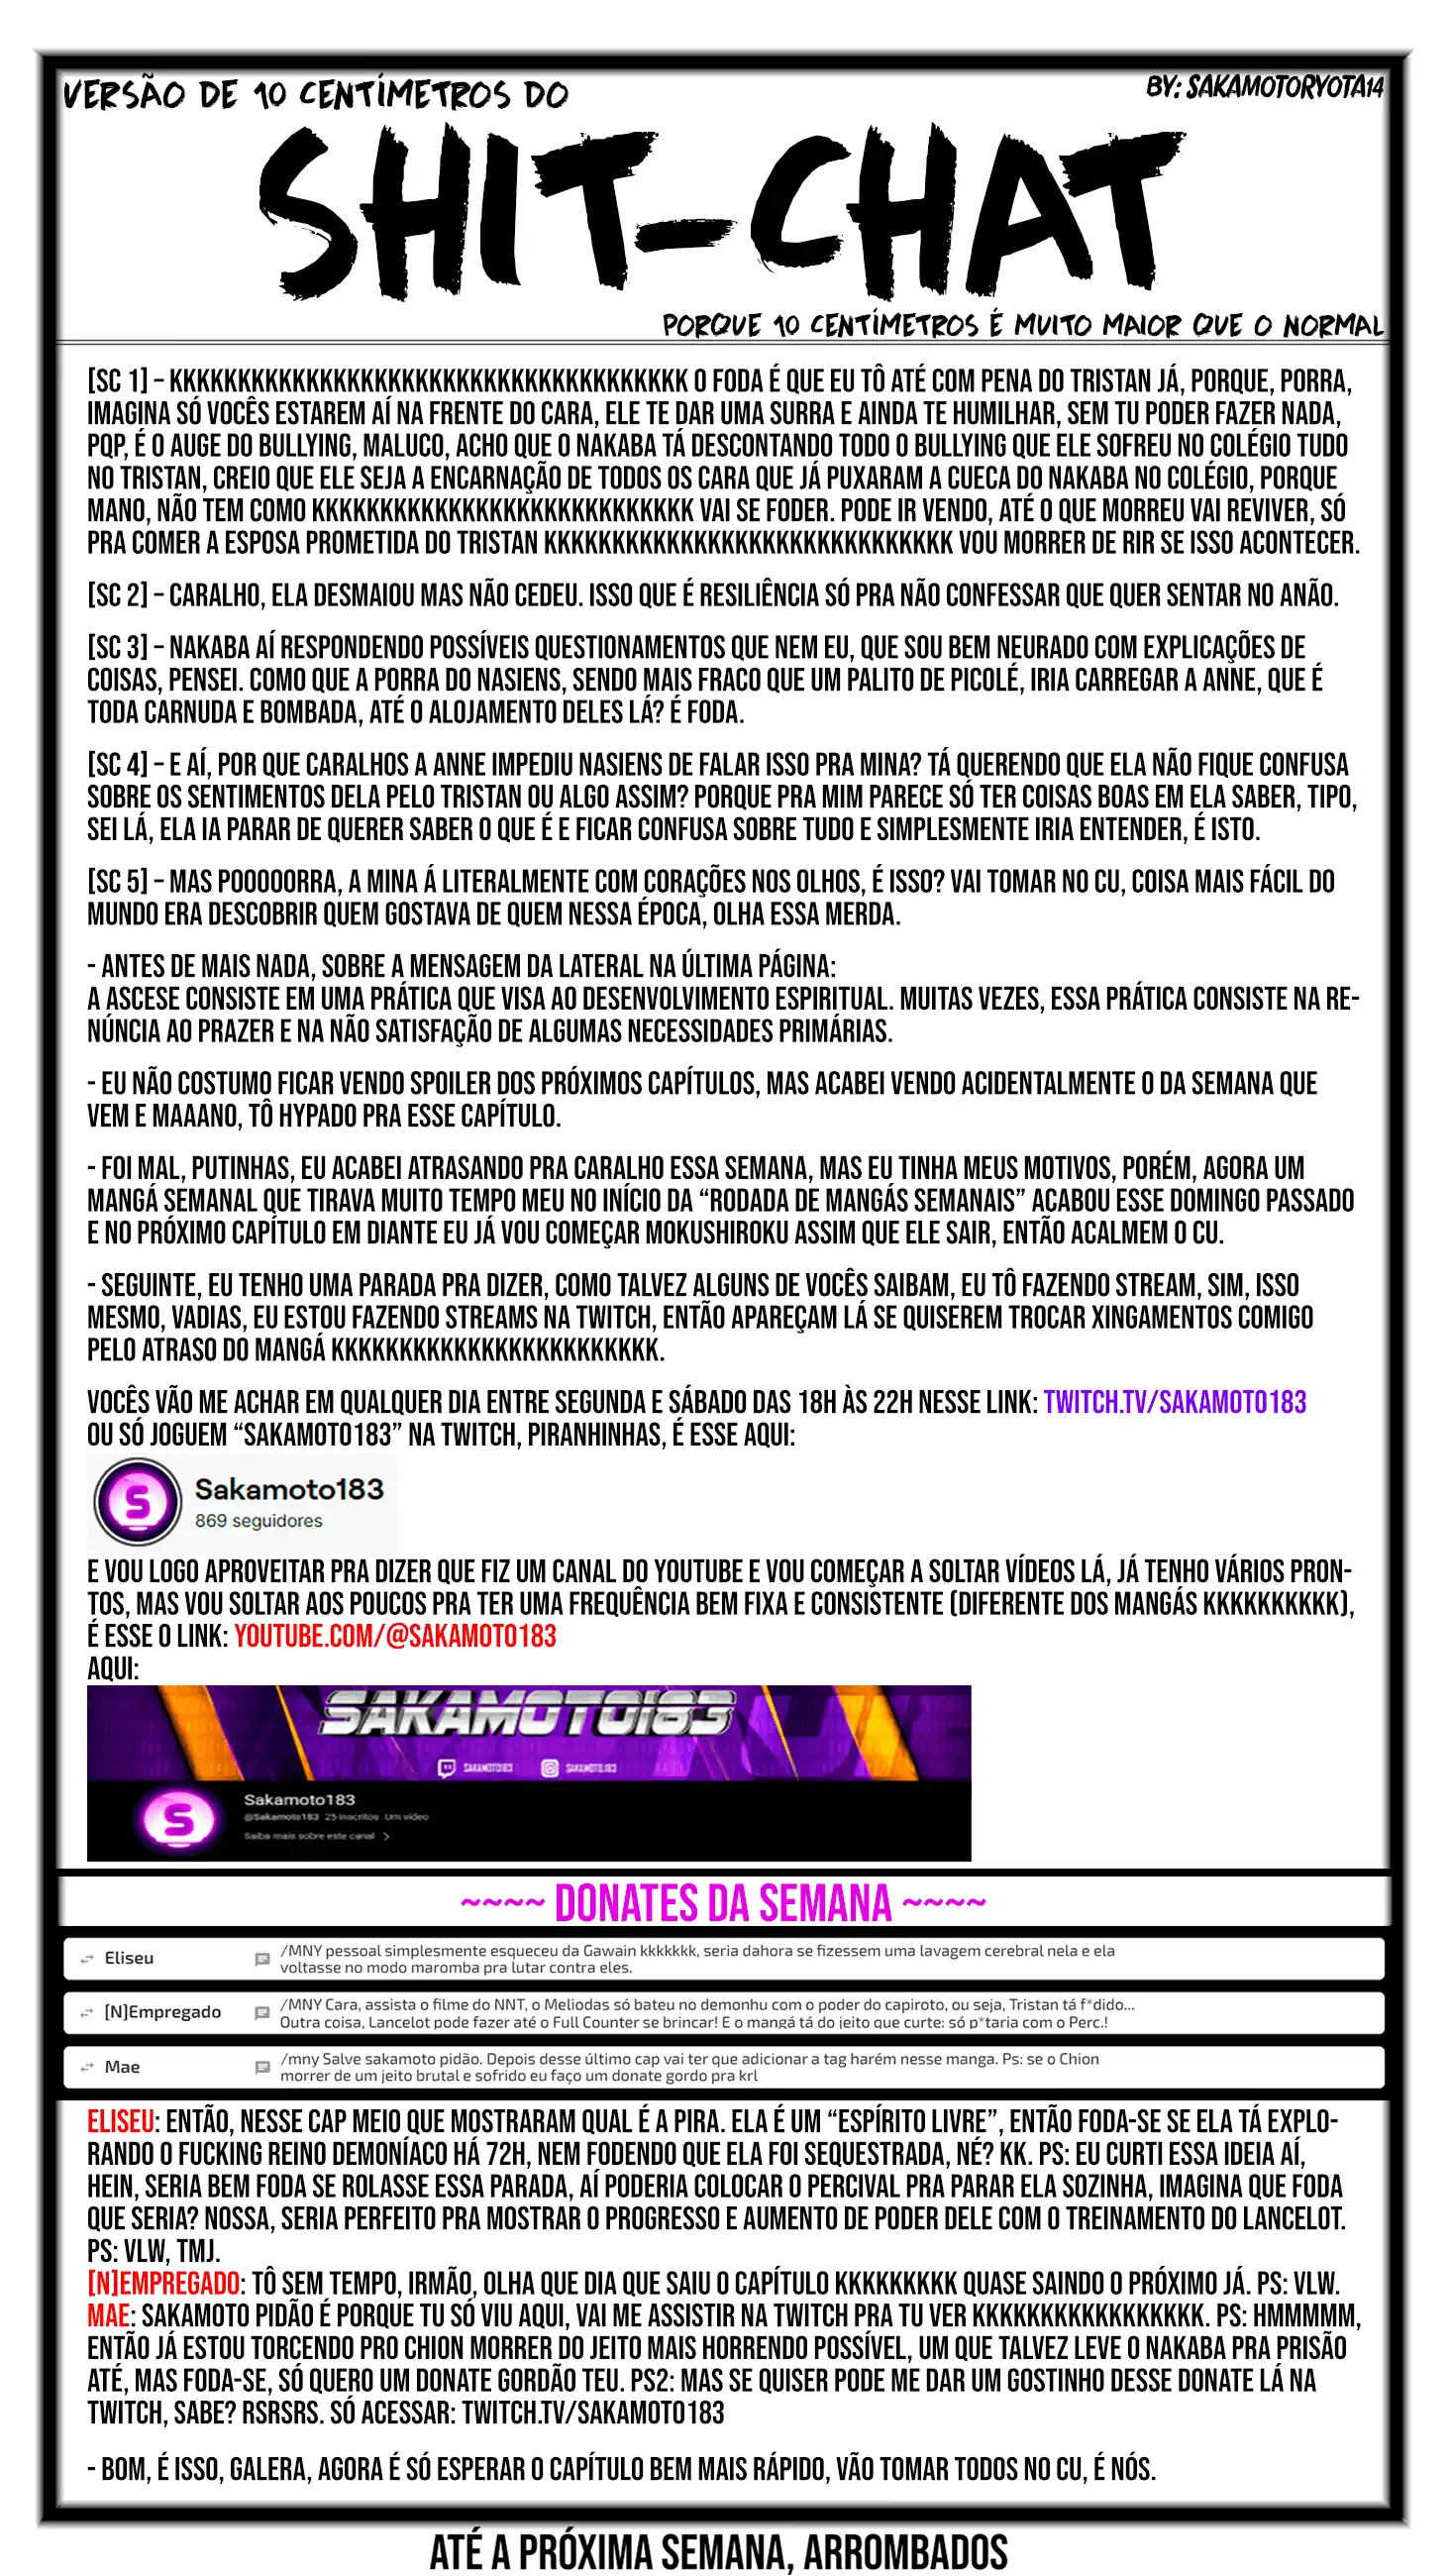 VERSÃO DE 10 CENTÍMETROS DO
BY: SAKAMOTORYOTA14
SHIT-CHAT
PORQUE 10 CENTÍMETROS É MUITO MAIOR QUE O NORMAL
[SC 1] – KKKKKKKKKKKKKKKKKKKKKKKKKKKKKKKKKKKKKK O FODA É QUE EU TÔ ATÉ COM PENA DO TRISTAN JÁ, PORQUE, PORRA,
IMAGINA SÓ VOCÊS ESTAREM AÍ NA FRENTE DO CARA, ELE TE DAR UMA SURRA E AINDA TE HUMILHAR, SEM TU PODER FAZER NADA,
PQP, É O AUGE DO BULLYING, MALUCO, ACHO QUE O NAKABA TÁ DESCONTANDO TODO O BULLYING QUE ELE SOFREU NO COLÉGIO TUDO
NO TRISTAN, CREIO QUE ELE SEJA A ENCARNAÇÃO DE TODOS OS CARA QUE JÁ PUXARAM A CUECA DO NAKABA NO COLÉGIO, PORQUE
MANO, NÃO TEM COMO KKKKKKKKKKKKKKKKKKKKKKKKKKKK VAI SE FODER. PODE IR VENDO, ATÉ O QUE MORREU VAI REVIVER, SÓ
PRA COMER A ESPOSA PROMETIDA DO TRISTAN KKKKKKKKKKKKKKKKKKKKKKKKKKKKKK VOU MORRER DE RIR SE ISSO ACONTECER.
[SC 2] – CARALHO, ELA DESMAIOU MAS NÃO CEDEU. ISSO QUE É RESILIÊNCIA SÓ PRA NÃO CONFESSAR QUE QUER SENTAR NO ANÃO.
[SC 3] – NAKABA AÍ RESPONDENDO POSSÍVEIS QUESTIONAMENTOS QUE NEM EU, QUE SOU BEM NEURADO COM EXPLICAÇÕES DE
COISAS, PENSEI. COMO QUE A PORRA DO NASIENS, SENDO MAIS FRACO QUE UM PALITO DE PICOLÉ, IRIA CARREGAR A ANNE, QUE É
TODA CARNUDA E BOMBADA, ATÉ O ALOJAMENTO DELES LÁ? É FODA.
[SC 4] – E AÍ, POR QUE CARALHOS A ANNE IMPEDIU NASIENS DE FALAR ISSO PRA MINA? TÁ QUERENDO QUE ELA NÃO FIQUE CONFUSA
SOBRE OS SENTIMENTOS DELA PELO TRISTAN OU ALGO ASSIM? PORQUE PRA MIM PARECE SÓ TER COISAS BOAS EM ELA SABER, TIPO,
SEI LÁ, ELA IA PARAR DE QUERER SABER O QUE É E FICAR CONFUSA SOBRE TUDO E SIMPLESMENTE IRIA ENTENDER, É ISTO.
[SC 5] – MAS POOOOORRA, A MINA Á LITERALMENTE COM CORAÇÕES NOS OLHOS, É ISSO? VAI TOMAR NO CU, COISA MAIS FÁCIL DO
MUNDO ERA DESCOBRIR QUEM GOSTAVA DE QUEM NESSA ÉPOCA, OLHA ESSA MERDA.
- ANTES DE MAIS NADA, SOBRE A MENSAGEM DA LATERAL NA ÚLTIMA PÁGINA:
A ASCESE CONSISTE EM UMA PRÁTICA QUE VISA AO DESENVOLVIMENTO ESPIRITUAL. MUITAS VEZES, ESSA PRÁTICA CONSISTE NA RE-
NÚNCIA AO PRAZER E NA NÃO SATISFAÇÃO DE ALGUMAS NECESSIDADES PRIMÁRIAS.
- EU NÃO COSTUMO FICAR VENDO SPOILER DOS PRÓXIMOS CAPÍTULOS, MAS ACABEI VENDO ACIDENTALMENTE O DA SEMANA QUE
VEM E MAAANO, TÔ HYPADO PRA ESSE CAPÍTULO.
- FOI MAL, PUTINHAS, EU ACABEI ATRASANDO PRA CARALHO ESSA SEMANA, MAS EU TINHA MEUS MOTIVOS, PORÉM, AGORA UM
MANGÁ SEMANAL QUE TIRAVA MUITO TEMPO MEU NO INÍCIO DA “RODADA DE MANGÁS SEMANAIS” ACABOU ESSE DOMINGO PASSADO
E NO PRÓXIMO CAPÍTULO EM DIANTE EU JÁ VOU COMEÇAR MOKUSHIROKU ASSIM QUE ELE SAIR, ENTÃO ACALMEM O CU.
- SEGUINTE, EU TENHO UMA PARADA PRA DIZER, COMO TALVEZ ALGUNS DE VOCÊS SAIBAM, EU TÔ FAZENDO STREAM, SIM, ISSO
MESMO, VADIAS, EU ESTOU FAZENDO STREAMS NA TWITCH, ENTÃO APAREÇAM LÁ SE QUISEREM TROCAR XINGAMENTOS COMIGO
PELO ATRASO DO MANGÁ KKKKKKKKKKKKKKKKKKKKKKKK.
VOCÊS VÃO ME ACHAR EM QUALQUER DIA ENTRE SEGUNDA E SÁBADO DAS 18H ÀS 22H NESSE LINK: TWITCH.TV/SAKAMOTO183
OU SÓ JOGUEM “SAKAMOTO183” NA TWITCH, PIRANHINHAS, É ESSE AQUI:
S
Sakamoto183
869 seguidores
E VOU LOGO APROVEITAR PRA DIZER QUE FIZ UM CANAL DO YOUTUBE E VOU COMEÇAR A SOLTAR VÍDEOS LÁ, JÁ TENHO VÁRIOS PRON-
TOS, MAS VOU SOLTAR AOS POUCOS PRA TER UMA FREQUÊNCIA BEM FIXA E CONSISTENTE (DIFERENTE DOS MANGÁS KKKKKKKKKK),
É ESSE O LINK: YOUTUBE.COM/@SAKAMOTO183
AQUI:
SAKAMOTO183
SAKAMOTO183 SAKAMOTO.183
S
Sakamoto183
@Sakamoto183 25 inscritos Um vídeo
Saiba mais sobre este canal >
~~~~ DONATES DA SEMANA ~~~~
Eliseu
/MNY pessoal simplesmente esqueceu da Gawain kkkkkkk, seria dahora se fizessem uma lavagem cerebral nela e ela
voltasse no modo maromba pra lutar contra eles.
[N]Empregado
/MNY Cara, assista o filme do NNT, o Meliodas só bateu no demonhu com o poder do capiroto, ou seja, Tristan tá f*dido...
Outra coisa, Lancelot pode fazer até o Full Counter se brincar! E o mangá tá do jeito que curte: só p*taria com o Perc.!
Mae
/mny Salve sakamoto pidão. Depois desse último cap vai ter que adicionar a tag harém nesse manga. Ps: se o Chion
morrer de um jeito brutal e sofrido eu faço um donate gordo pra krl
ELISEU: ENTÃO, NESSE CAP MEIO QUE MOSTRARAM QUAL É A PIRA. ELA É UM “ESPÍRITO LIVRE”, ENTÃO FODA-SE SE ELA TÁ EXPLO-
RANDO O FUCKING REINO DEMONÍACO HÁ 72H, NEM FODENDO QUE ELA FOI SEQUESTRADA, NÉ? KK. PS: EU CURTI ESSA IDEIA AÍ,
HEIN, SERIA BEM FODA SE ROLASSE ESSA PARADA, AÍ PODERIA COLOCAR O PERCIVAL PRA PARAR ELA SOZINHA, IMAGINA QUE FODA
QUE SERIA? NOSSA, SERIA PERFEITO PRA MOSTRAR O PROGRESSO E AUMENTO DE PODER DELE COM O TREINAMENTO DO LANCELOT.
PS: VLW, TMJ.
[N]EMPREGADO: TÔ SEM TEMPO, IRMÃO, OLHA QUE DIA QUE SAIU O CAPÍTULO KKKKKKKKK QUASE SAINDO O PRÓXIMO JÁ. PS: VLW.
MAE: SAKAMOTO PIDÃO É PORQUE TU SÓ VIU AQUI, VAI ME ASSISTIR NA TWITCH PRA TU VER KKKKKKKKKKKKKKKKK. PS: HMMMMM,
ENTÃO JÁ ESTOU TORCENDO PRO CHION MORRER DO JEITO MAIS HORRENDO POSSÍVEL, UM QUE TALVEZ LEVE O NAKABA PRA PRISÃO
ATÉ, MAS FODA-SE, SÓ QUERO UM DONATE GORDÃO TEU. PS2: MAS SE QUISER PODE ME DAR UM GOSTINHO DESSE DONATE LÁ NA
TWITCH, SABE? RSRSRS. SÓ ACESSAR: TWITCH.TV/SAKAMOTO183
- BOM, É ISSO, GALERA, AGORA É SÓ ESPERAR O CAPÍTULO BEM MAIS RÁPIDO, VÃO TOMAR TODOS NO CU, É NÓS.
ATÉ A PRÓXIMA SEMANA, ARROMBADOS